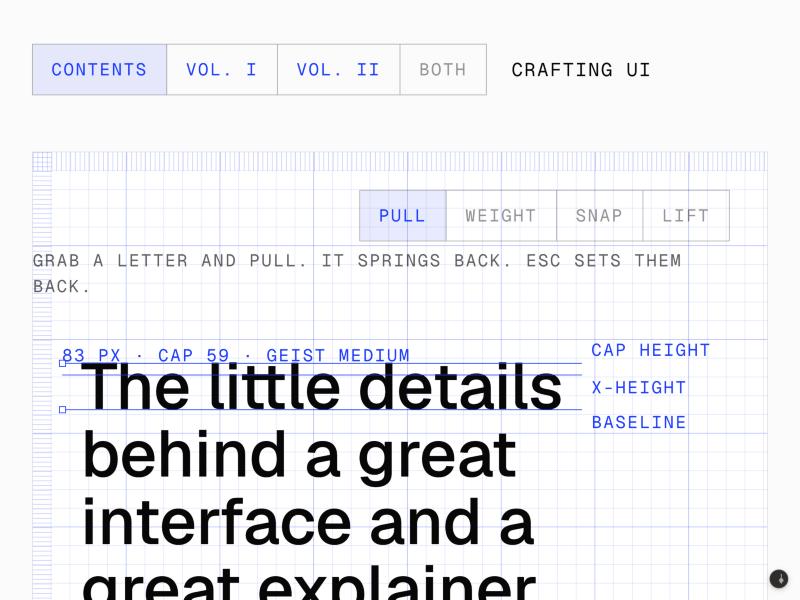 CONTENTS VOL. I VOL. II BOTH CRAFTING UI
PULL WEIGHT SNAP LIFT
GRAB A LETTER AND PULL. IT SPRINGS BACK. ESC SETS THEM
BACK.
83 PX · CAP 59 · GEIST MEDIUM
CAP HEIGHT
X-HEIGHT
BASELINE
The little details
behind a great
interface and a
great explainer